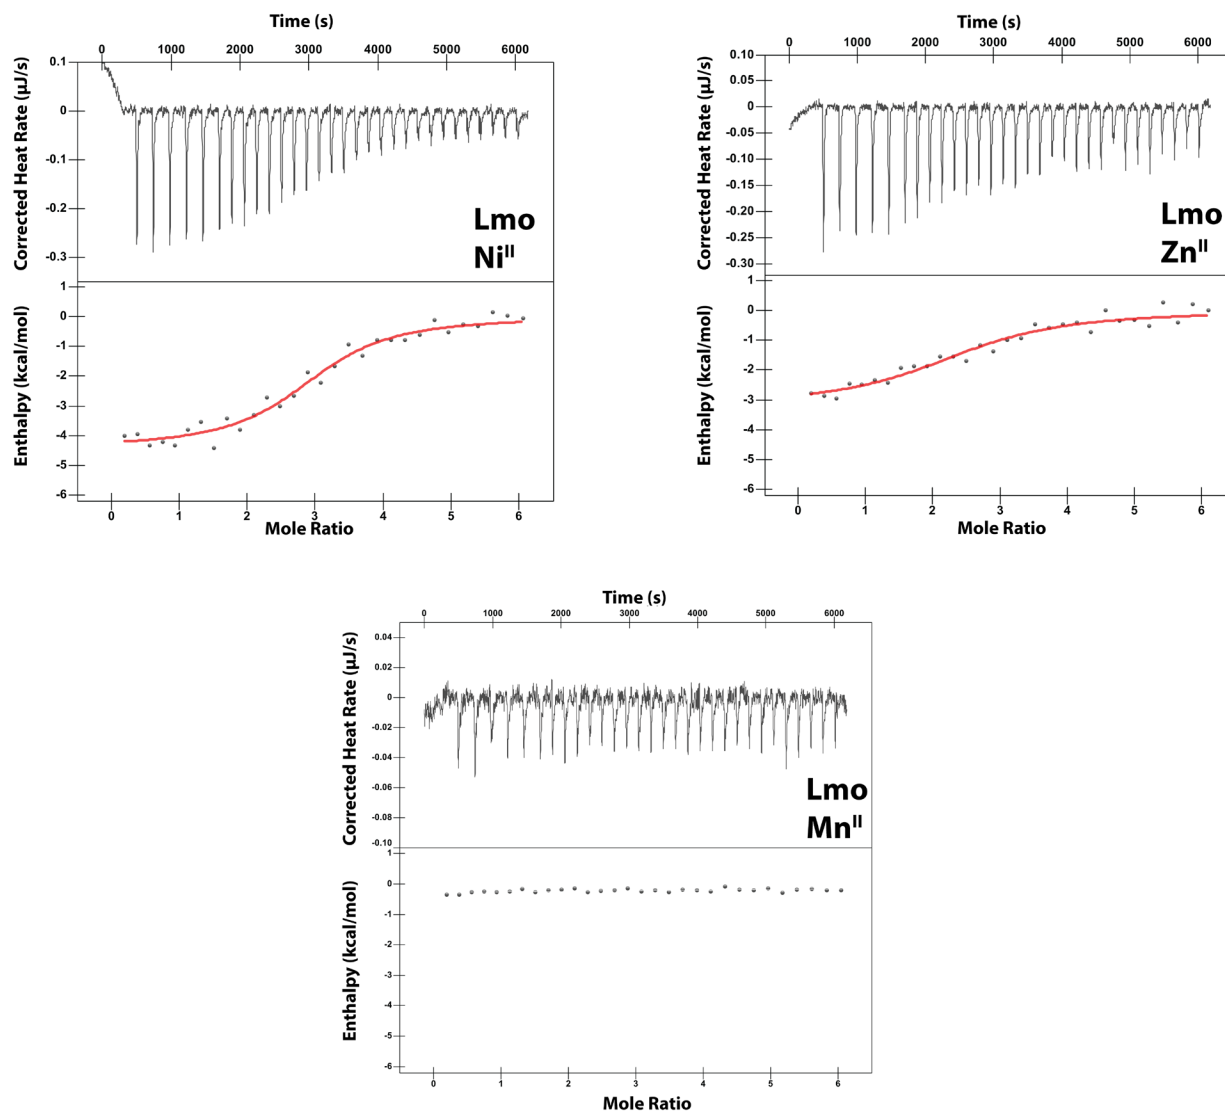 Time (s)
0 1000 2000 3000 4000 5000 6000
Corrected Heat Rate (µJ/s)
0.1
0
-0.1
-0.2
-0.3
Lmo
Ni^II
Enthalpy (kcal/mol)
1
0
-1
-2
-3
-4
-5
-6
0 1 2 3 4 5 6
Mole Ratio
Time (s)
0 1000 2000 3000 4000 5000 6000
Corrected Heat Rate (µJ/s)
0.10
0.05
0
-0.05
-0.10
-0.15
-0.20
-0.25
-0.30
Lmo
Zn^II
Enthalpy (kcal/mol)
1
0
-1
-2
-3
-4
-5
-6
0 1 2 3 4 5 6
Mole Ratio
Time (s)
0 1000 2000 3000 4000 5000 6000
Corrected Heat Rate (µJ/s)
0.04
0.02
0
-0.02
-0.04
-0.06
-0.08
-0.10
Lmo
Mn^II
Enthalpy (kcal/mol)
1
0
-1
-2
-3
-4
-5
-6
0 1 2 3 4 5 6
Mole Ratio